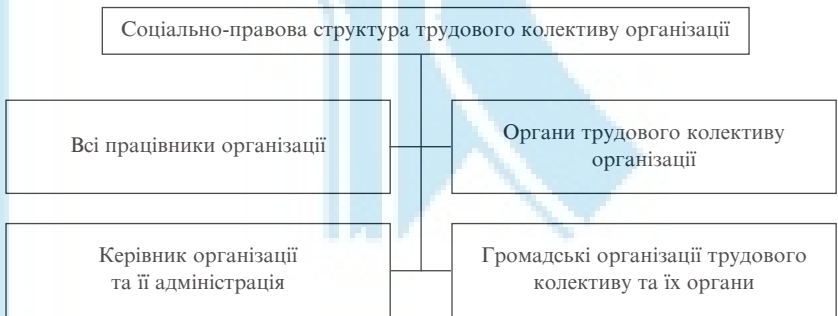 Соціально-правова структура трудового колективу організації
Всі працівники організації
Органи трудового колективу
організації
Керівник організації
та її адміністрація
Громадські організації трудового
колективу та їх органи